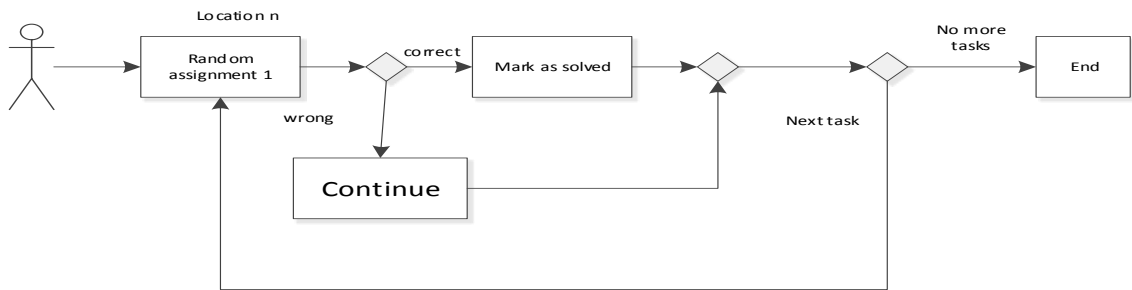 Location n
Random
assignment 1
correct
Mark as solved
No more
tasks
End
wrong
Next task
Continue